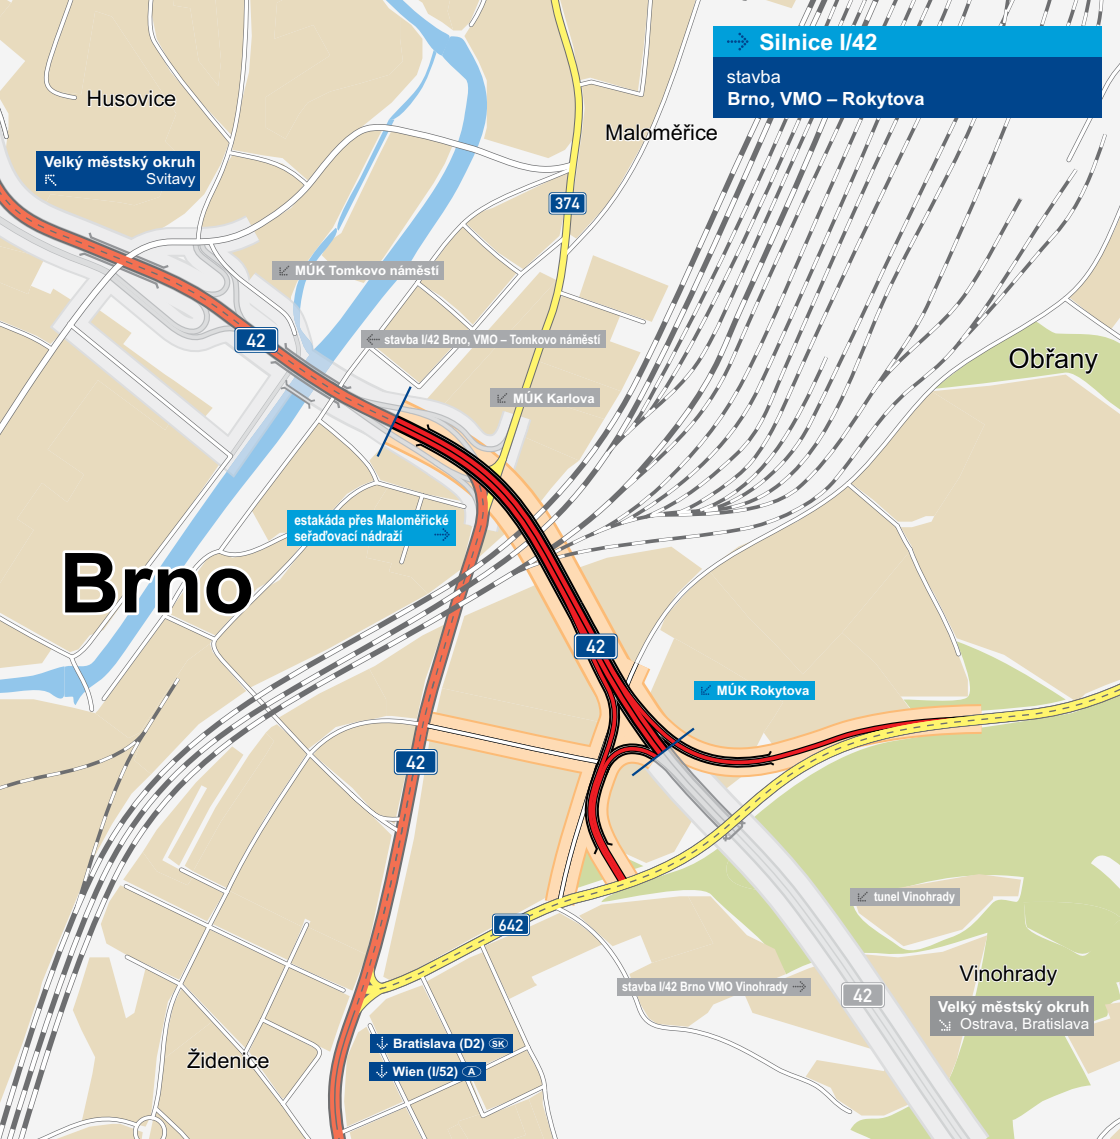 Silnice I/42
stavba
Brno, VMO – Rokytova
Husovice
Maloměřice
Velký městský okruh
Svitavy
374
MÚK Tomkovo náměstí
42
stavba I/42 Brno, VMO – Tomkovo náměstí
Obřany
MÚK Karlova
estakáda přes Maloměřické
seřaďovací nádraží
Brno
42
MÚK Rokytova
42
tunel Vinohrady
642
Vinohrady
stavba I/42 Brno VMO Vinohrady
42
Velký městský okruh
Ostrava, Bratislava
Židenice
Bratislava (D2) SK
Wien (I/52) A